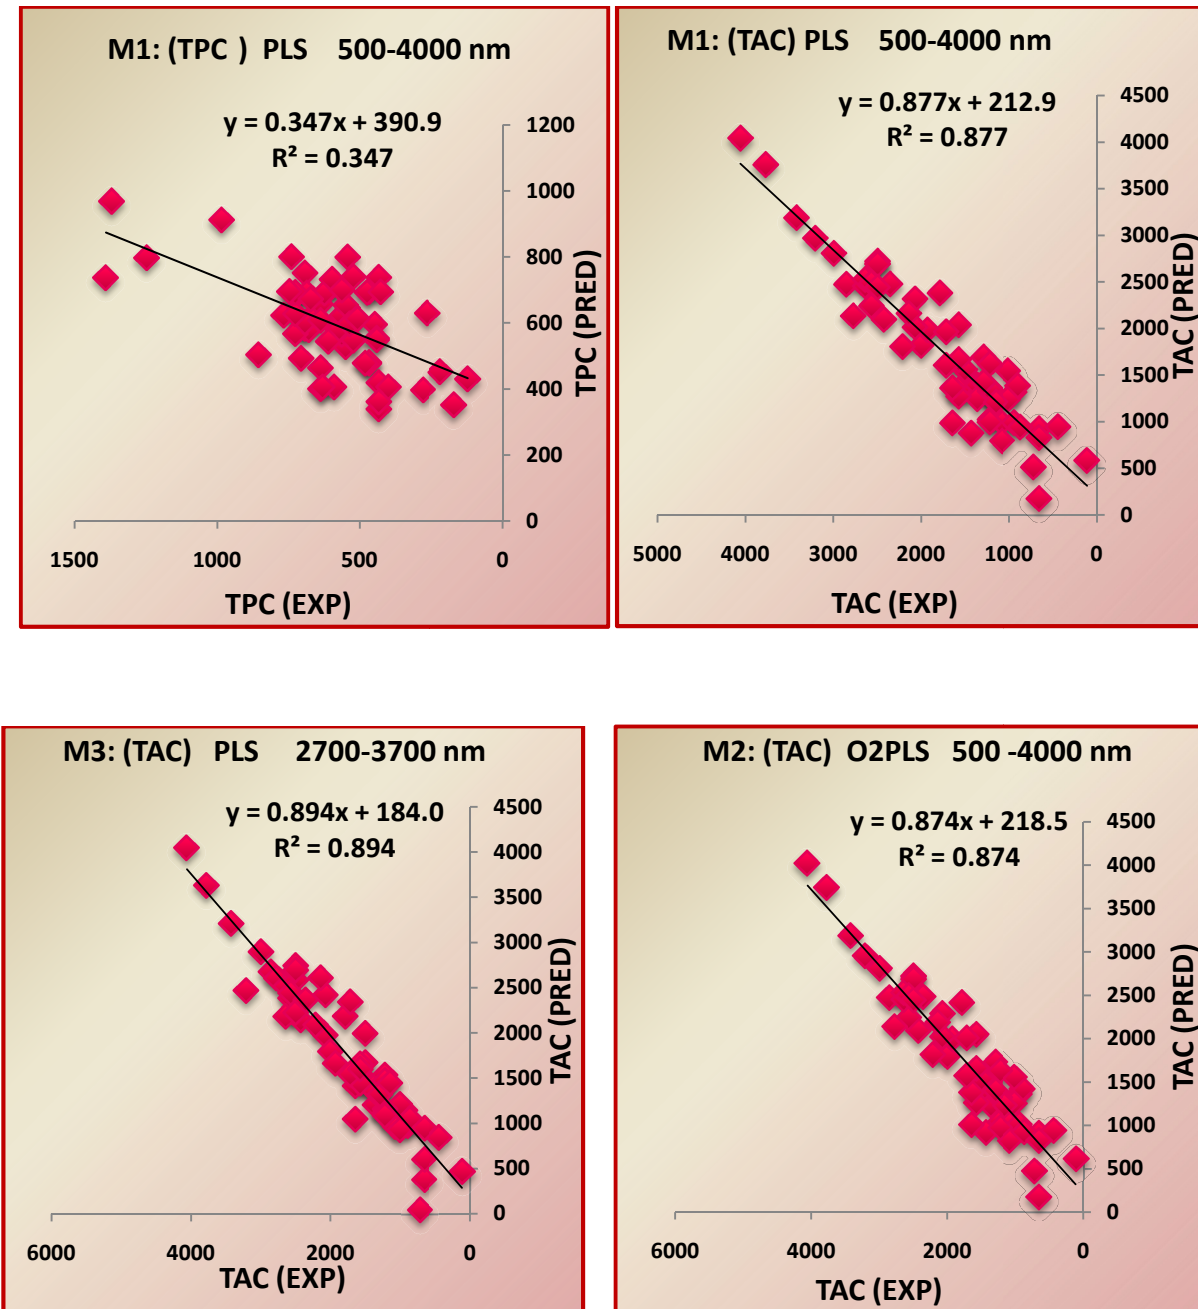 M1: (TPC ) PLS 500-4000 nm
y = 0.347x + 390.9
R² = 0.347
1200
1000
800
600
400
200
0
TPC (PRED)
1500 1000 500 0
TPC (EXP)
M1: (TAC) PLS 500-4000 nm
y = 0.877x + 212.9
R² = 0.877
4500
4000
3500
3000
2500
2000
1500
1000
500
0
TAC (PRED)
5000 4000 3000 2000 1000 0
TAC (EXP)
M3: (TAC) PLS 2700-3700 nm
y = 0.894x + 184.0
R² = 0.894
4500
4000
3500
3000
2500
2000
1500
1000
500
0
TAC (PRED)
6000 4000 2000 0
TAC (EXP)
M2: (TAC) O2PLS 500 -4000 nm
y = 0.874x + 218.5
R² = 0.874
4500
4000
3500
3000
2500
2000
1500
1000
500
0
TAC (PRED)
6000 4000 2000 0
TAC (EXP)